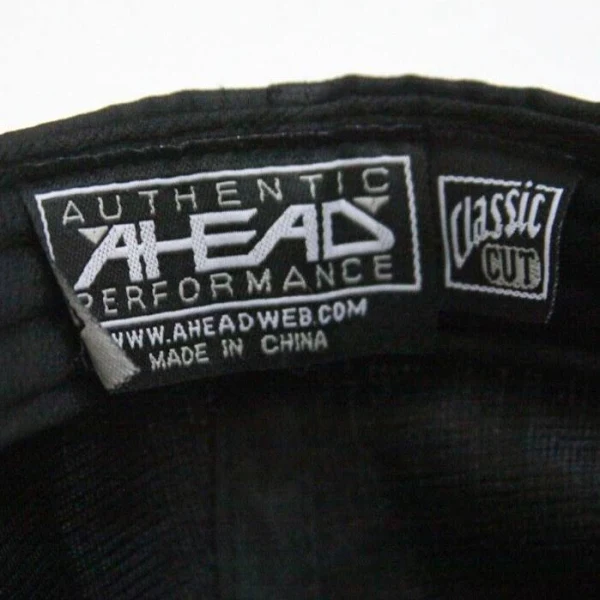 AUTHENTIC
AHEAD
PERFORMANCE
WWW.AHEADWEB.COM
MADE IN CHINA
Classic
CUT